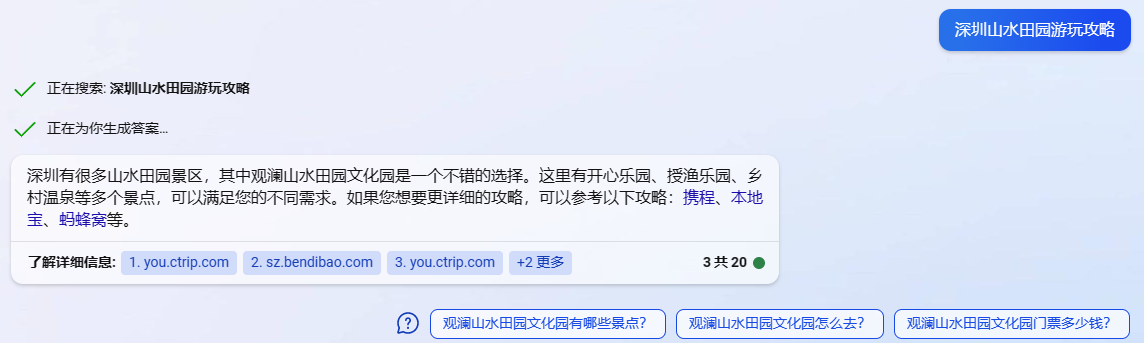 深圳山水田园游玩攻略
正在搜索: 深圳山水田园游玩攻略
正在为你生成答案...
深圳有很多山水田园景区，其中观澜山水田园文化园是一个不错的选择。这里有开心乐园、授渔乐园、乡
村温泉等多个景点，可以满足您的不同需求。如果您想要更详细的攻略，可以参考以下攻略：携程、本地
宝、蚂蜂窝等。
了解详细信息: 1. you.ctrip.com 2. sz.bendibao.com 3. you.ctrip.com +2 更多 3 共 20
观澜山水田园文化园有哪些景点？ 观澜山水田园文化园怎么去？ 观澜山水田园文化园门票多少钱？